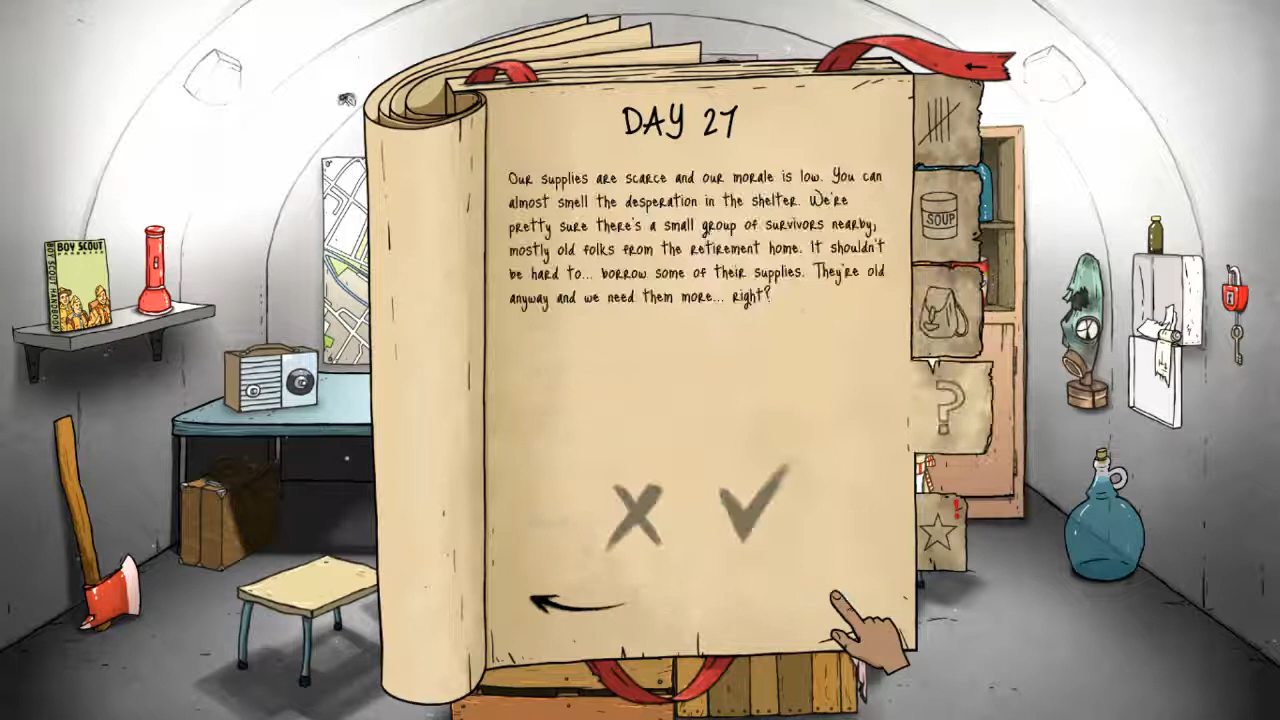 DAY 27
Our supplies are scarce and our morale is low. You can
almost smell the desperation in the shelter. We're
pretty sure there's a small group of survivors nearby,
mostly old folks from the retirement home. It shouldn't
be hard to... borrow some of their supplies. They're old
anyway and we need them more... right?
SOUP
?
!
BOY SCOUT
BOY SCOUT HANDBOOK